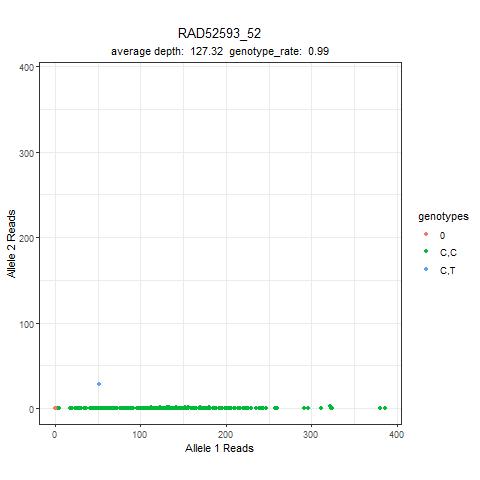 RAD52593_52
average depth:  127.32  genotype_rate:  0.99
400
300
200
100
0
Allele 2 Reads
0
100
200
300
400
Allele 1 Reads
genotypes
0
C,C
C,T